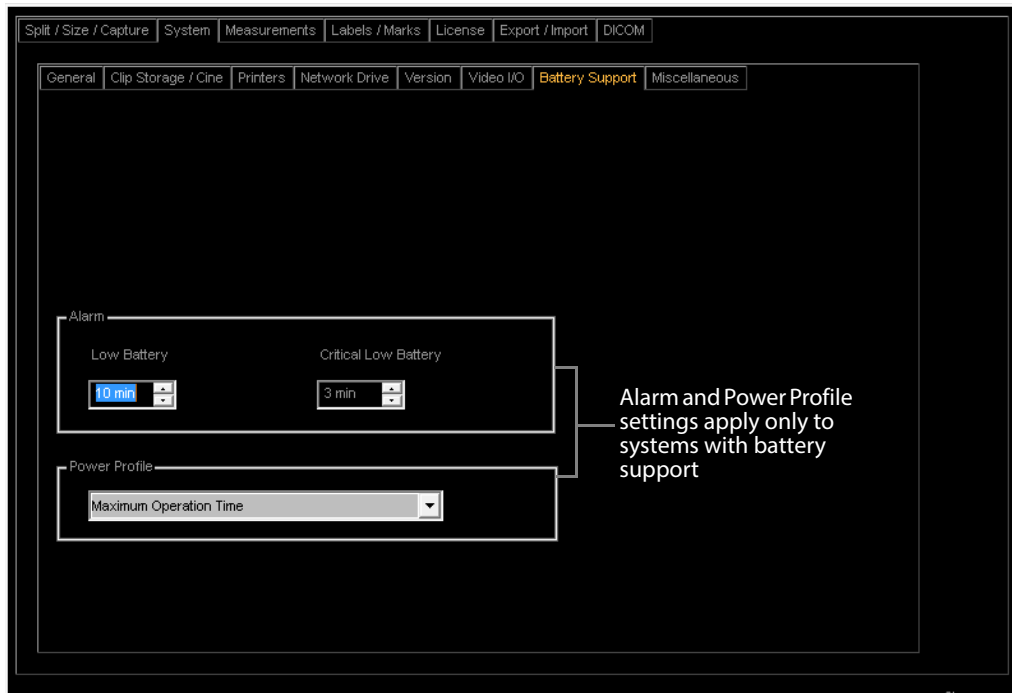 Split / Size / Capture System Measurements Labels / Marks License Export / Import DICOM
General Clip Storage / Cine Printers Network Drive Version Video I/O Battery Support Miscellaneous
Alarm
Low Battery Critical Low Battery
10 min 3 min
Alarm and Power Profile
settings apply only to
systems with battery
support
Power Profile
Maximum Operation Time